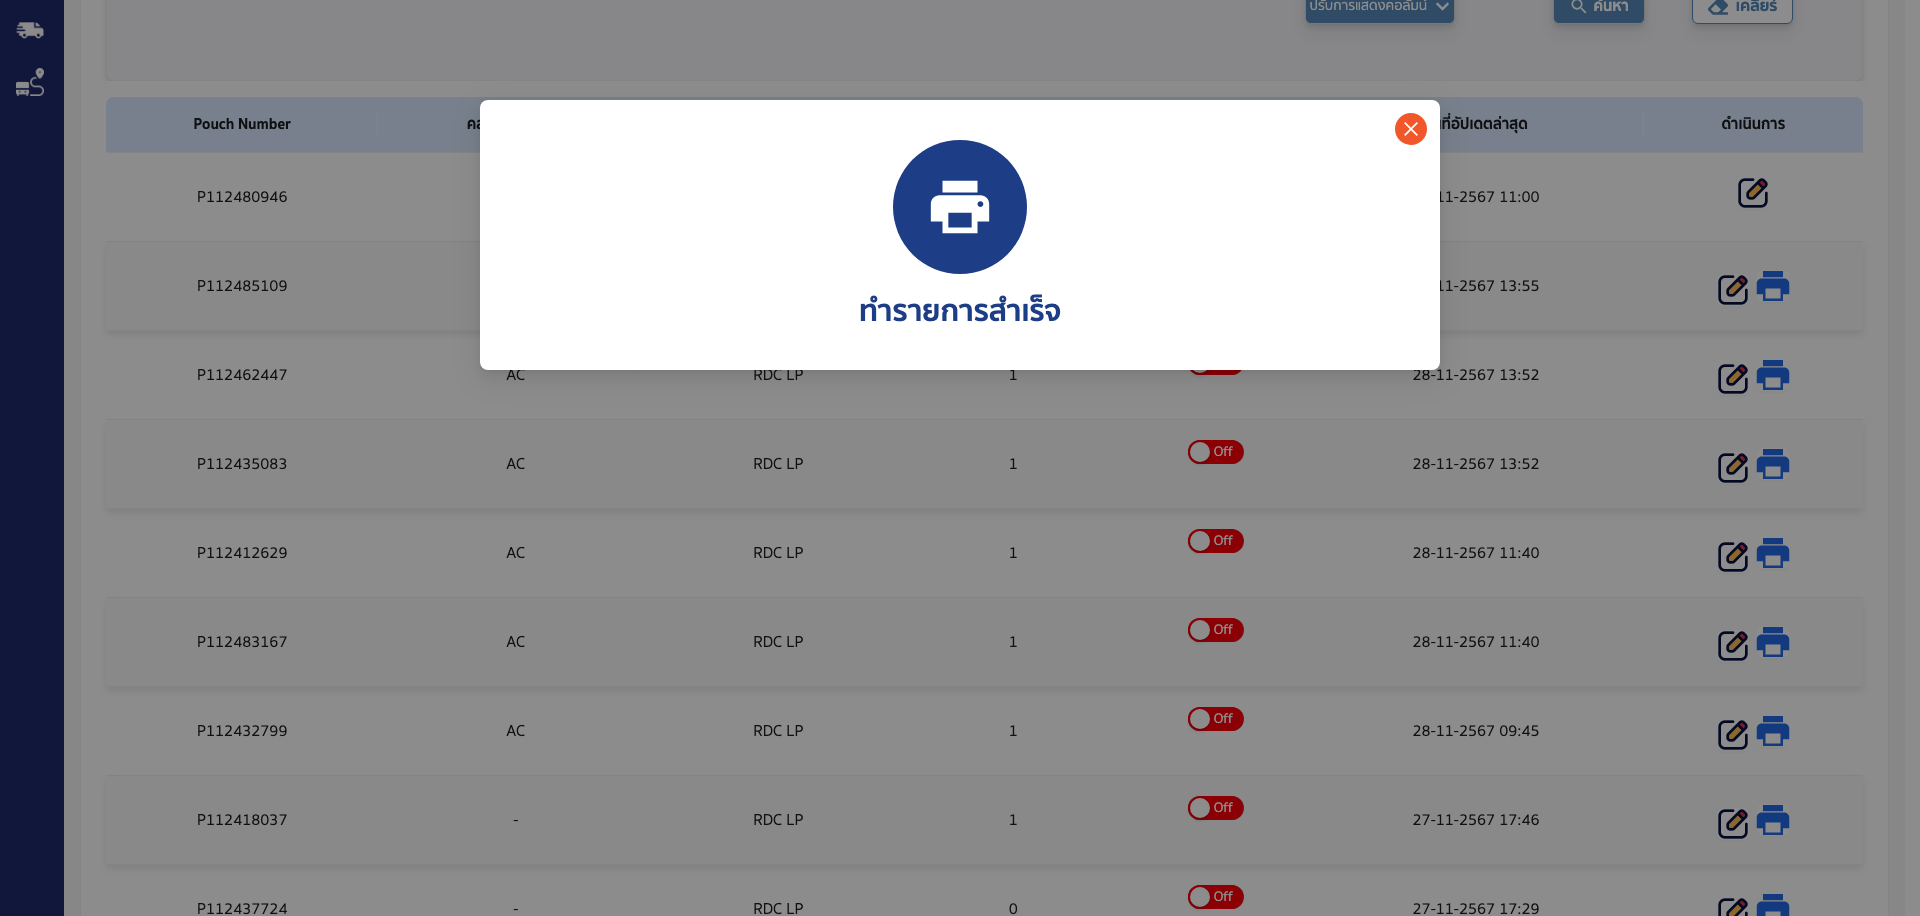 ปรับการแสดงคอลัมน์ ค้นหา เคลียร์
Pouch Number ที่อัปเดตล่าสุด ดำเนินการ
P112480946 11-2567 11:00
P112485109 11-2567 13:55
ทำรายการสำเร็จ
P112462447 AC RDC LP 1 28-11-2567 13:52
P112435083 AC RDC LP 1 Off 28-11-2567 13:52
P112412629 AC RDC LP 1 Off 28-11-2567 11:40
P112483167 AC RDC LP 1 Off 28-11-2567 11:40
P112432799 AC RDC LP 1 Off 28-11-2567 09:45
P112418037 - RDC LP 1 Off 27-11-2567 17:46
P112437724 - RDC LP 0 Off 27-11-2567 17:29